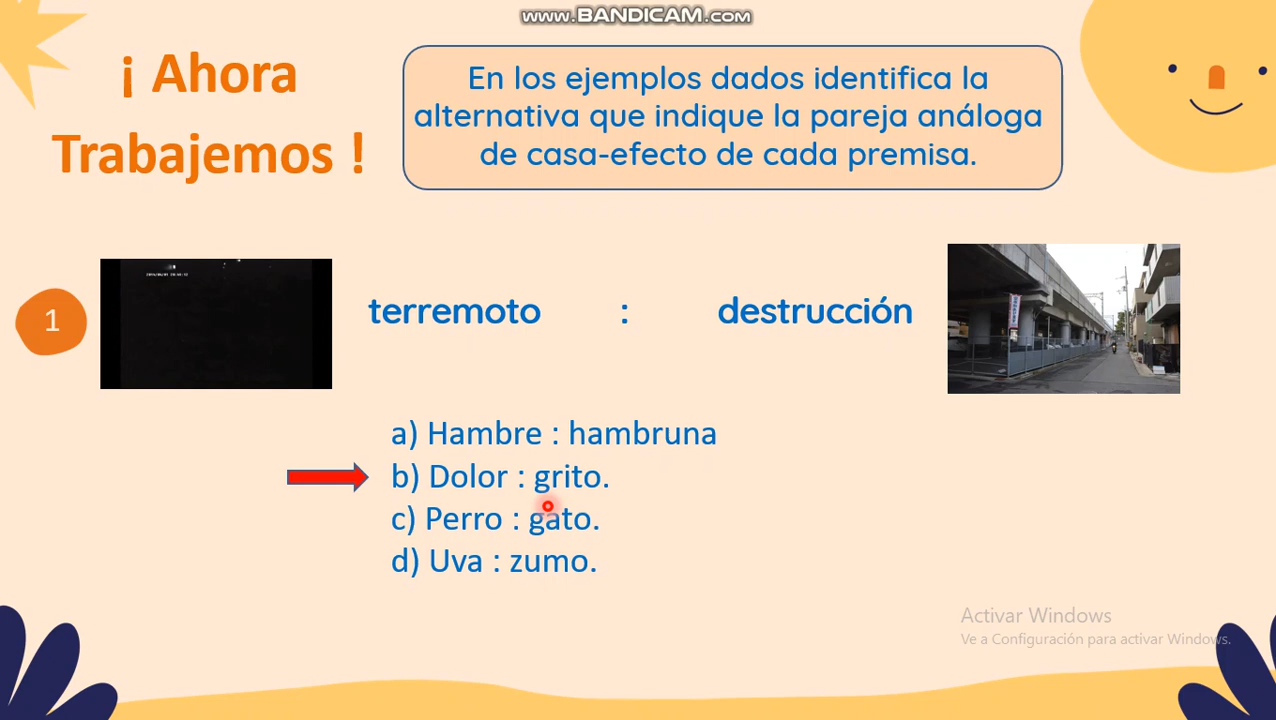 www.BANDICAM.com
¡ Ahora
Trabajemos !
En los ejemplos dados identifica la
alternativa que indique la pareja análoga
de casa-efecto de cada premisa.
1
terremoto : destrucción
a) Hambre : hambruna
b) Dolor : grito.
c) Perro : gato.
d) Uva : zumo.
Activar Windows
Ve a Configuración para activar Windows.